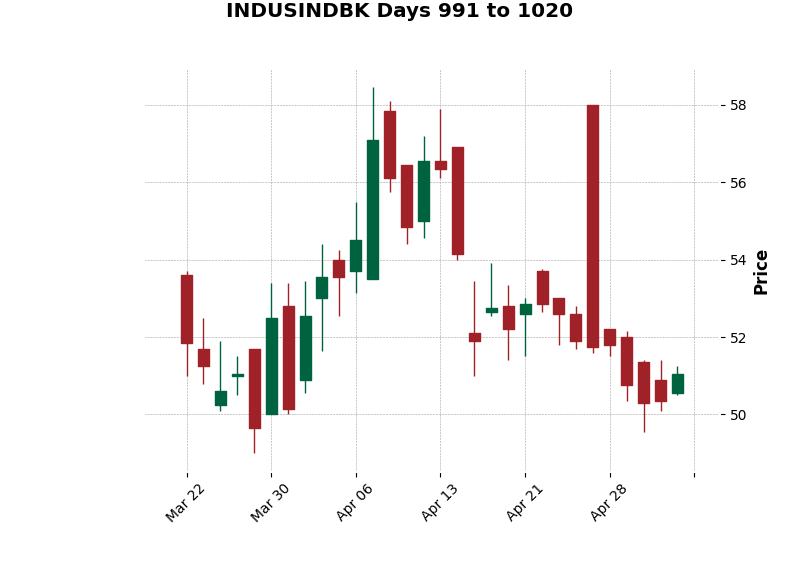 INDUSINDBK Days 991 to 1020
58
56
54
52
50
Price
Mar 22
Mar 30
Apr 06
Apr 13
Apr 21
Apr 28